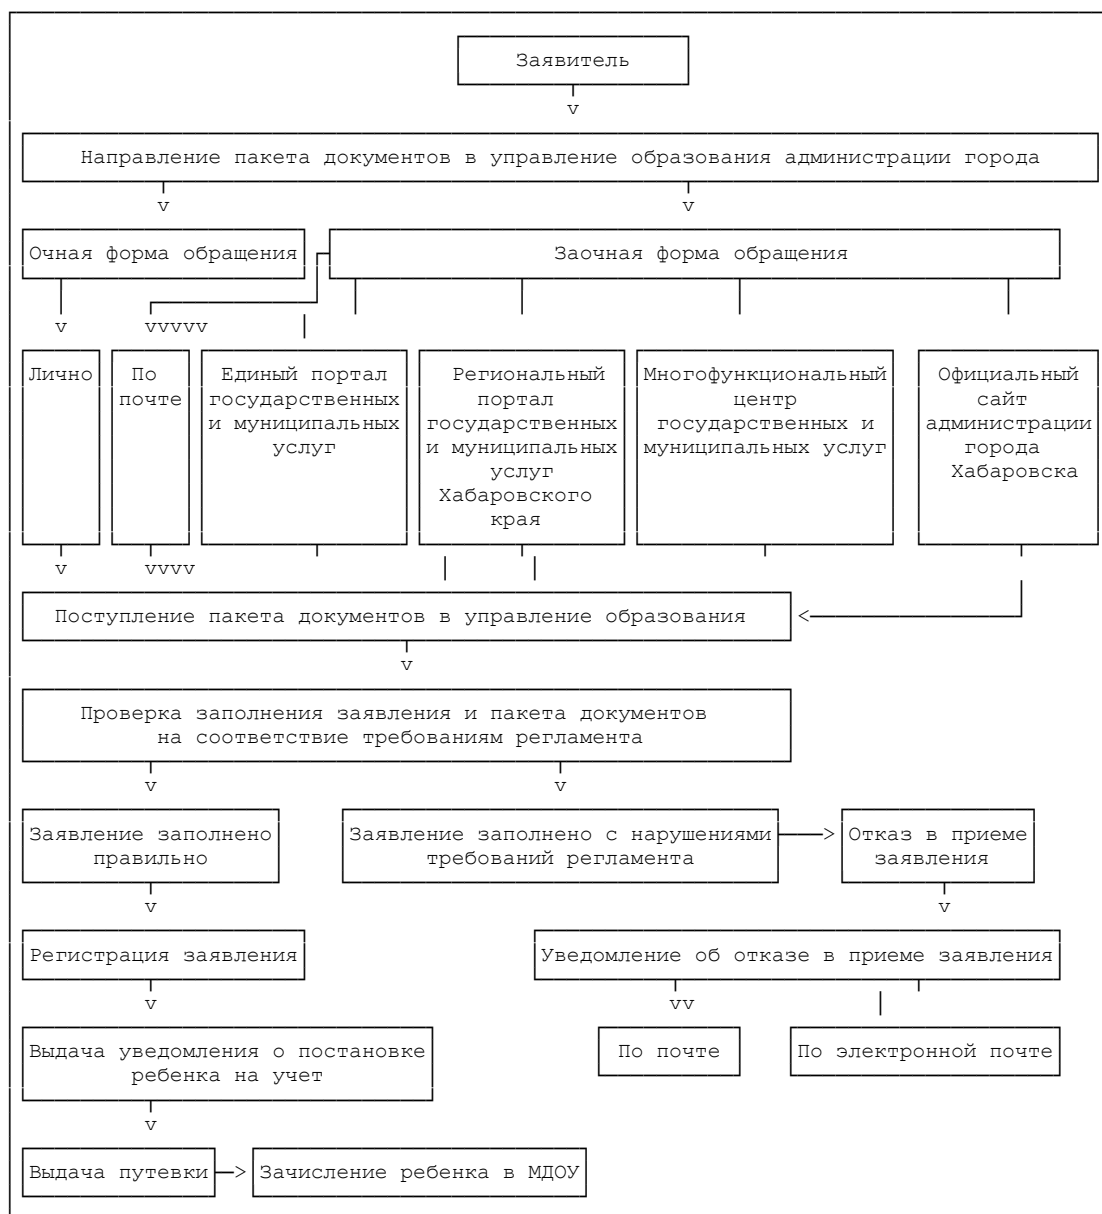 Заявитель
v
Направление пакета документов в управление образования администрации города
v v
Очная форма обращения
Заочная форма обращения
v vvvvv
Лично
По
почте
Единый портал
государственных
и муниципальных
услуг
Региональный
портал
государственных
и муниципальных
услуг
Хабаровского
края
Многофункциональный
центр
государственных и
муниципальных услуг
Официальный
сайт
администрации
города
Хабаровска
v vvvv
Поступление пакета документов в управление образования <
v
Проверка заполнения заявления и пакета документов
на соответствие требованиям регламента
v v
Заявление заполнено
правильно
Заявление заполнено с нарушениями
требований регламента
>
Отказ в приеме
заявления
v v
Регистрация заявления
Уведомление об отказе в приеме заявления
v vv
Выдача уведомления о постановке
ребенка на учет
По почте
По электронной почте
v
Выдача путевки > Зачисление ребенка в МДОУ